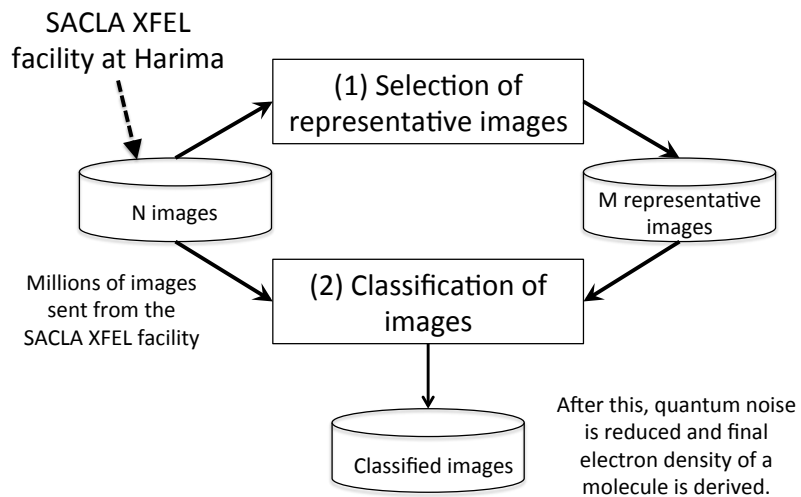 SACLA XFEL
facility at Harima
(1) Selection of
representative images
N images
M representative
images
Millions of images
sent from the
SACLA XFEL facility
(2) Classification of
images
Classified images
After this, quantum noise
is reduced and final
electron density of a
molecule is derived.